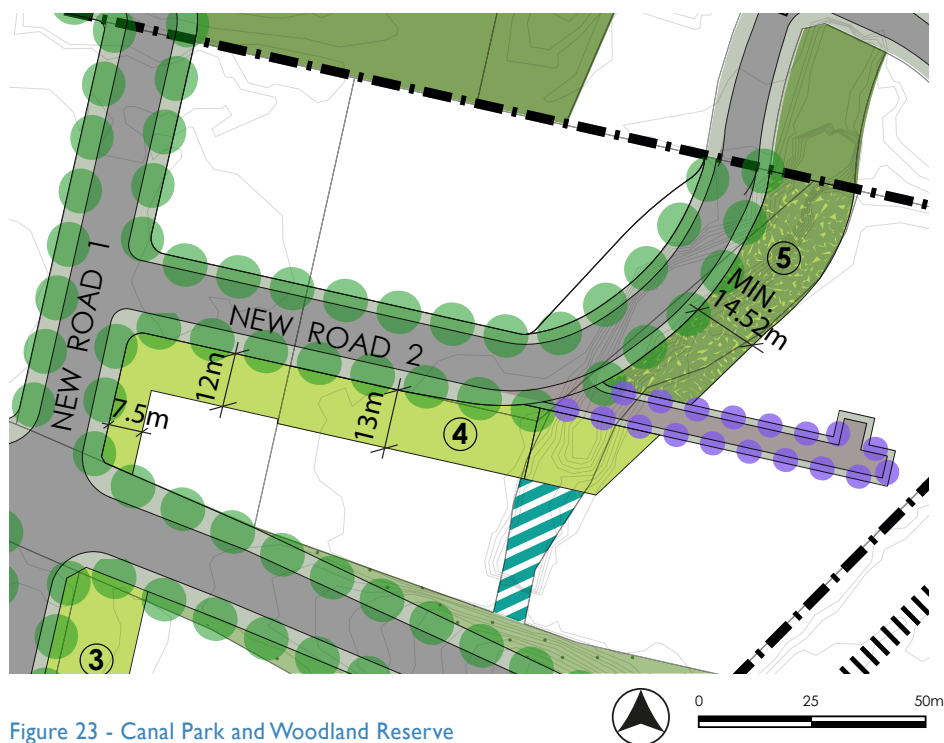 NEW ROAD 1
NEW ROAD 2
12m
7.5m
13m
4
5
MIN.
14.52m
3
0 25 50m
Figure 23 - Canal Park and Woodland Reserve